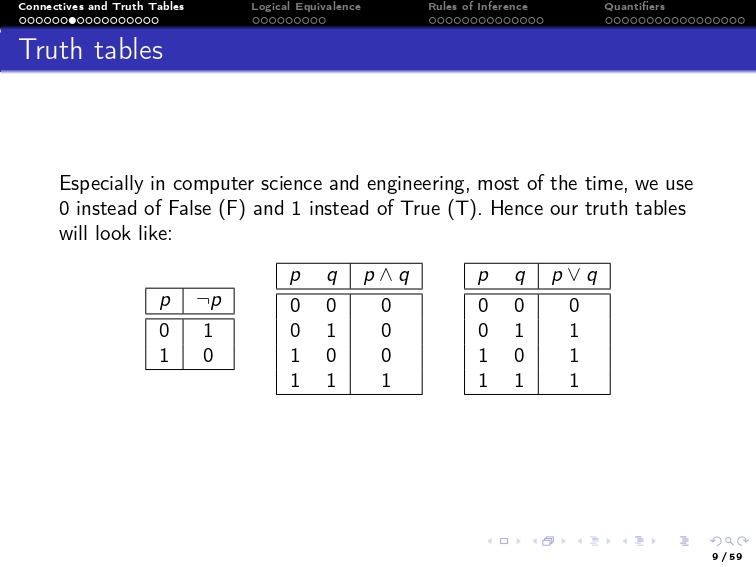 Connectives and Truth Tables Logical Equivalence Rules of Inference Quantifiers
Truth tables
Especially in computer science and engineering, most of the time, we use
0 instead of False (F) and 1 instead of True (T). Hence our truth tables
will look like:
p ¬p
0 1
1 0
p q p ∧ q
0 0 0
0 1 0
1 0 0
1 1 1
p q p ∨ q
0 0 0
0 1 1
1 0 1
1 1 1
9 / 59